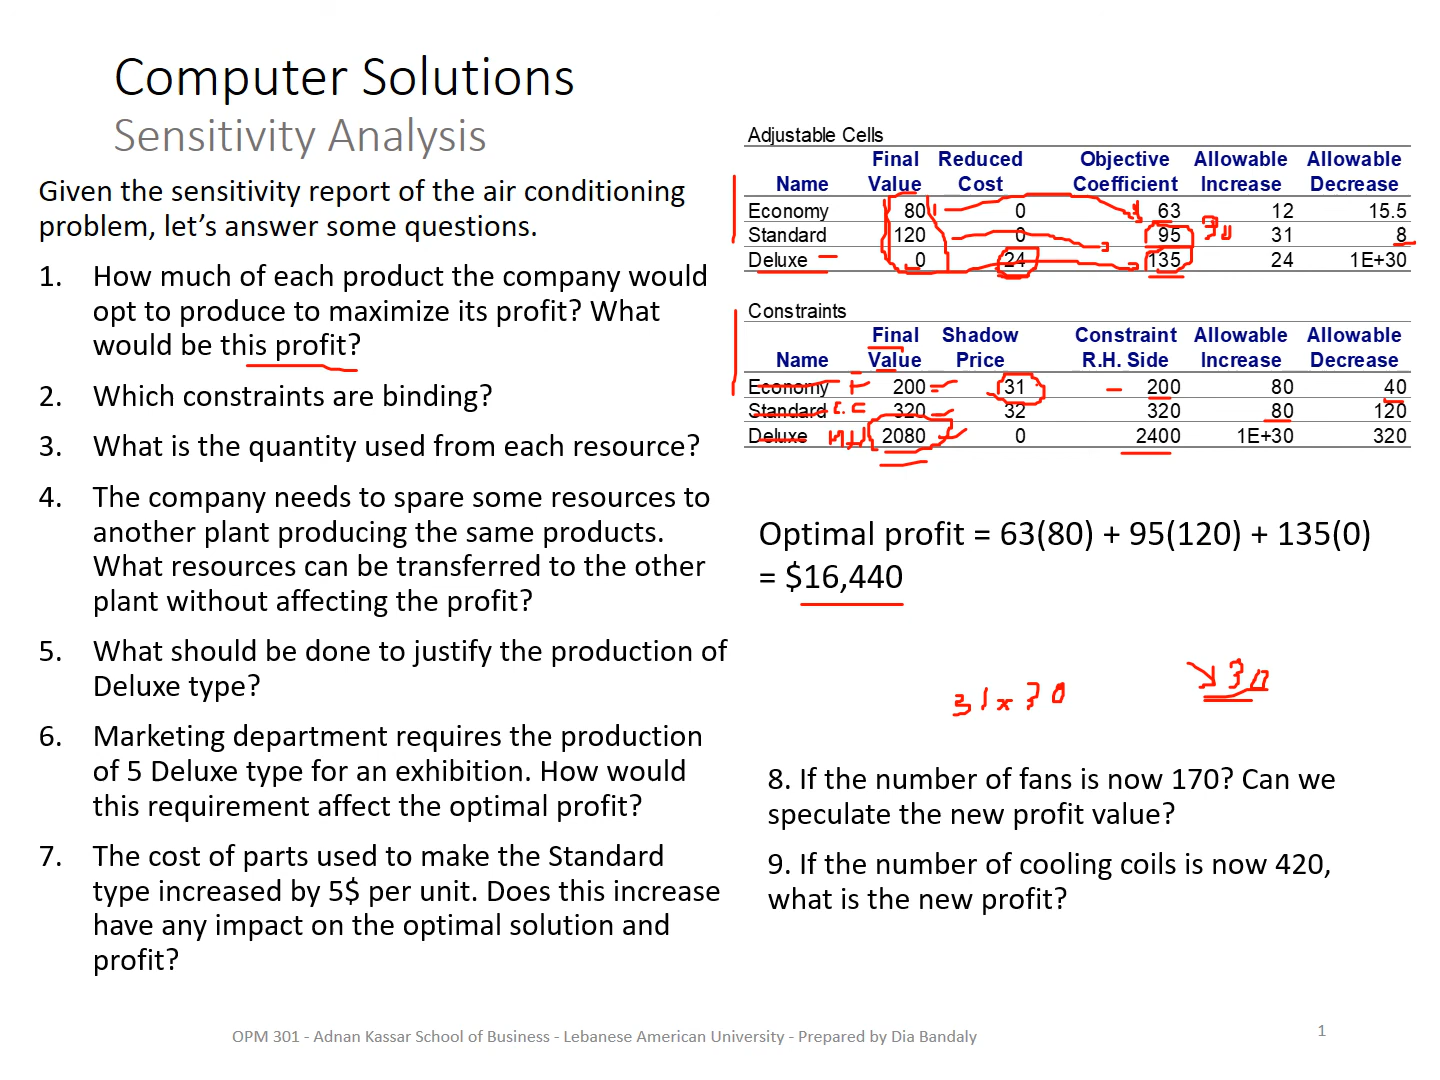 Computer Solutions
Sensitivity Analysis
Given the sensitivity report of the air conditioning
problem, let's answer some questions.
1. How much of each product the company would
opt to produce to maximize its profit? What
would be this profit?
2. Which constraints are binding?
3. What is the quantity used from each resource?
4. The company needs to spare some resources to
another plant producing the same products.
What resources can be transferred to the other
plant without affecting the profit?
5. What should be done to justify the production of
Deluxe type?
6. Marketing department requires the production
of 5 Deluxe type for an exhibition. How would
this requirement affect the optimal profit?
7. The cost of parts used to make the Standard
type increased by 5$ per unit. Does this increase
have any impact on the optimal solution and
profit?
Adjustable Cells
Final Reduced Objective Allowable Allowable
Name Value Cost Coefficient Increase Decrease
Economy 80 0 63 12 15.5
Standard 120 0 95 31 8
Deluxe 0 24 135 24 1E+30
Constraints
Final Shadow Constraint Allowable Allowable
Name Value Price R.H. Side Increase Decrease
Economy 200 31 200 80 40
Standard 320 32 320 80 120
Deluxe 2080 0 2400 1E+30 320
Optimal profit = 63(80) + 95(120) + 135(0)
= $16,440
31 x 30
30
8. If the number of fans is now 170? Can we
speculate the new profit value?
9. If the number of cooling coils is now 420,
what is the new profit?
OPM 301 - Adnan Kassar School of Business - Lebanese American University - Prepared by Dia Bandaly
1